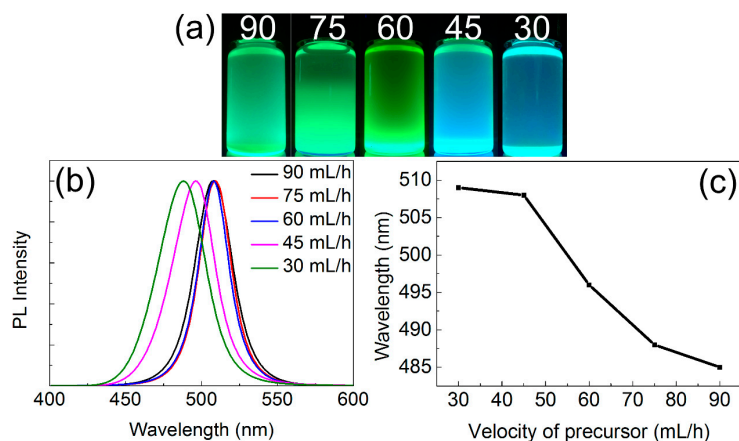 (a)
90 75 60 45 30
(b)
90 mL/h
75 mL/h
60 mL/h
45 mL/h
30 mL/h
PL Intensity
400 450 500 550 600
Wavelength (nm)
(c)
510
505
500
495
490
485
Wavelength (nm)
30 40 50 60 70 80 90
Velocity of precursor (mL/h)